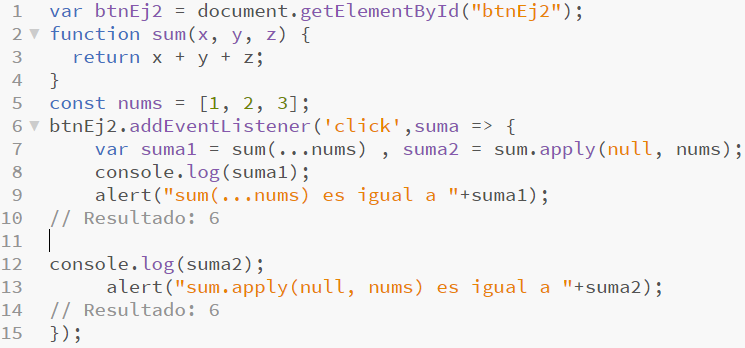 1 var btnEj2 = document.getElementById("btnEj2");
2 function sum(x, y, z) {
3   return x + y + z;
4 }
5 const nums = [1, 2, 3];
6 btnEj2.addEventListener('click',suma => {
7     var suma1 = sum(...nums) , suma2 = sum.apply(null, nums);
8     console.log(suma1);
9     alert("sum(...nums) es igual a "+suma1);
10 // Resultado: 6
11
12 console.log(suma2);
13      alert("sum.apply(null, nums) es igual a "+suma2);
14 // Resultado: 6
15 });